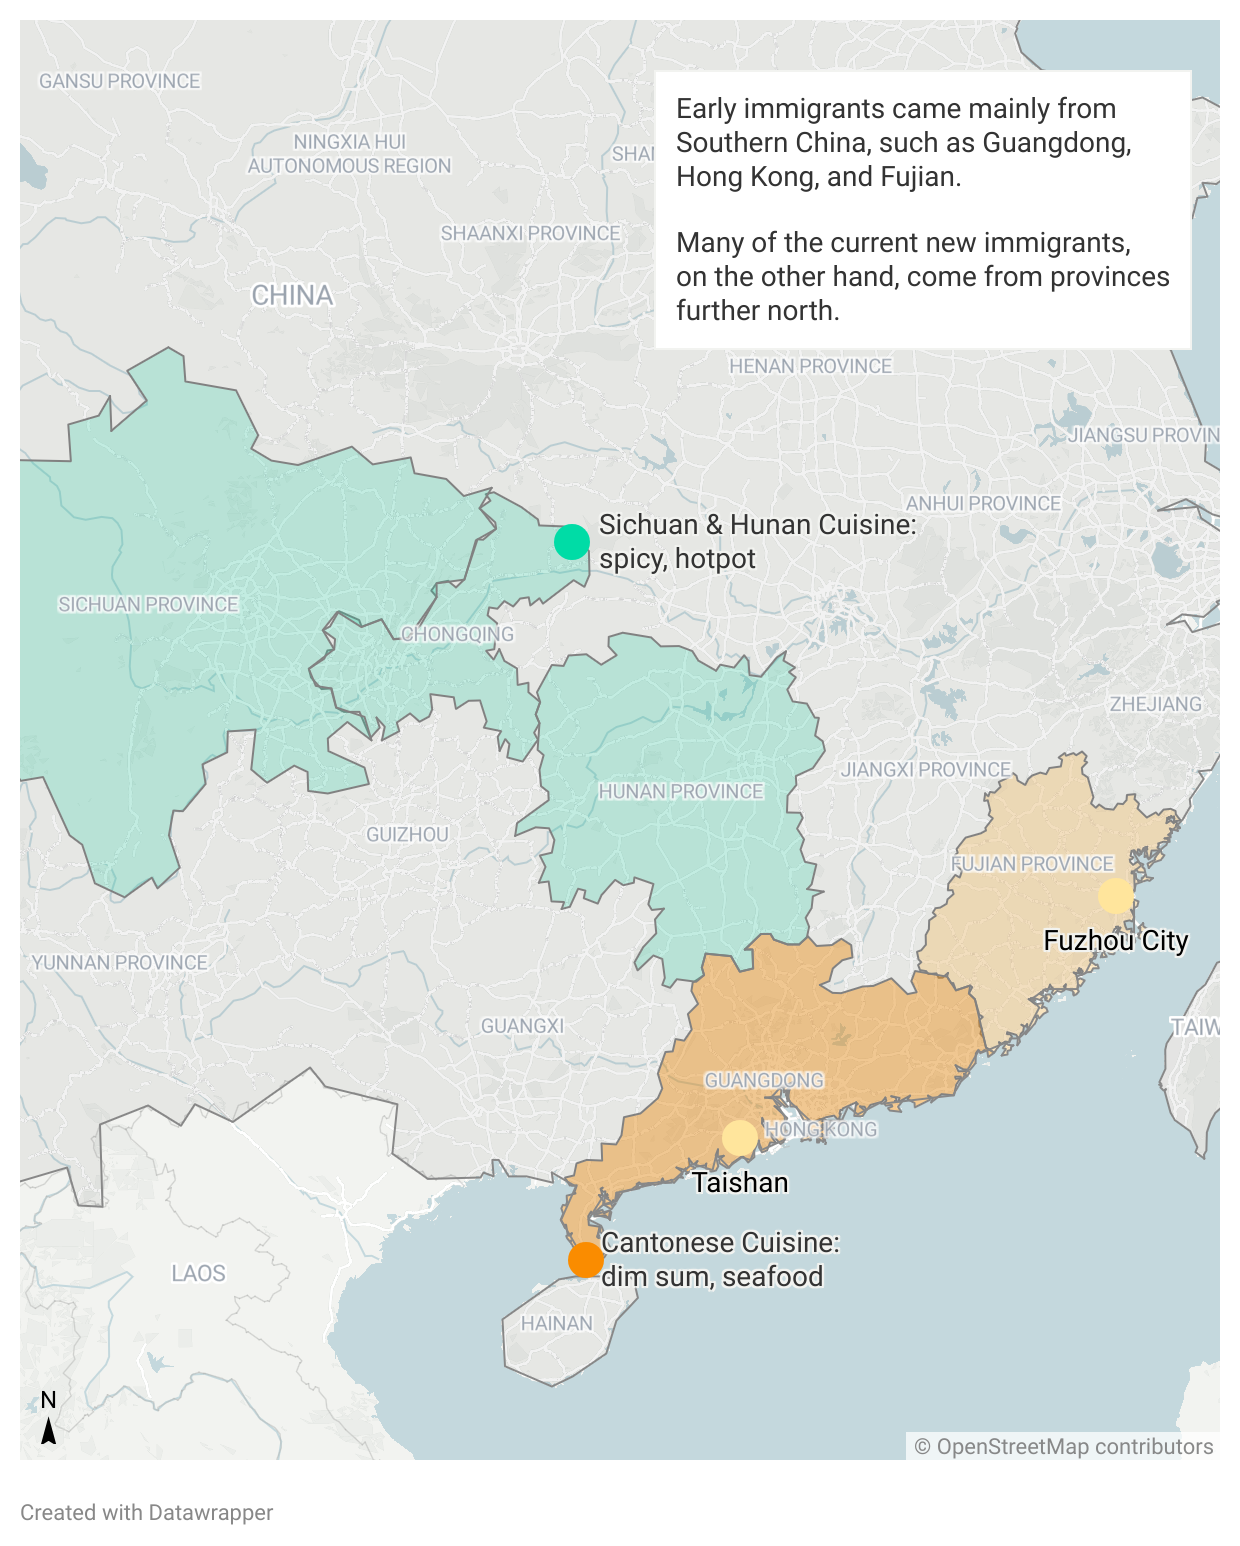 GANSU PROVINCE
NINGXIA HUI
AUTONOMOUS REGION
SHAI
SHAANXI PROVINCE
CHINA
Early immigrants came mainly from
Southern China, such as Guangdong,
Hong Kong, and Fujian.
Many of the current new immigrants,
on the other hand, come from provinces
further north.
HENAN PROVINCE
JIANGSU PROVIN
ANHUI PROVINCE
Sichuan & Hunan Cuisine:
spicy, hotpot
SICHUAN PROVINCE
CHONGQING
ZHEJIANG
JIANGXI PROVINCE
HUNAN PROVINCE
GUIZHOU
FUJIAN PROVINCE
Fuzhou City
YUNNAN PROVINCE
GUANGXI
TAIW
GUANGDONG
HONG KONG
Taishan
Cantonese Cuisine:
dim sum, seafood
LAOS
HAINAN
N
© OpenStreetMap contributors
Created with Datawrapper